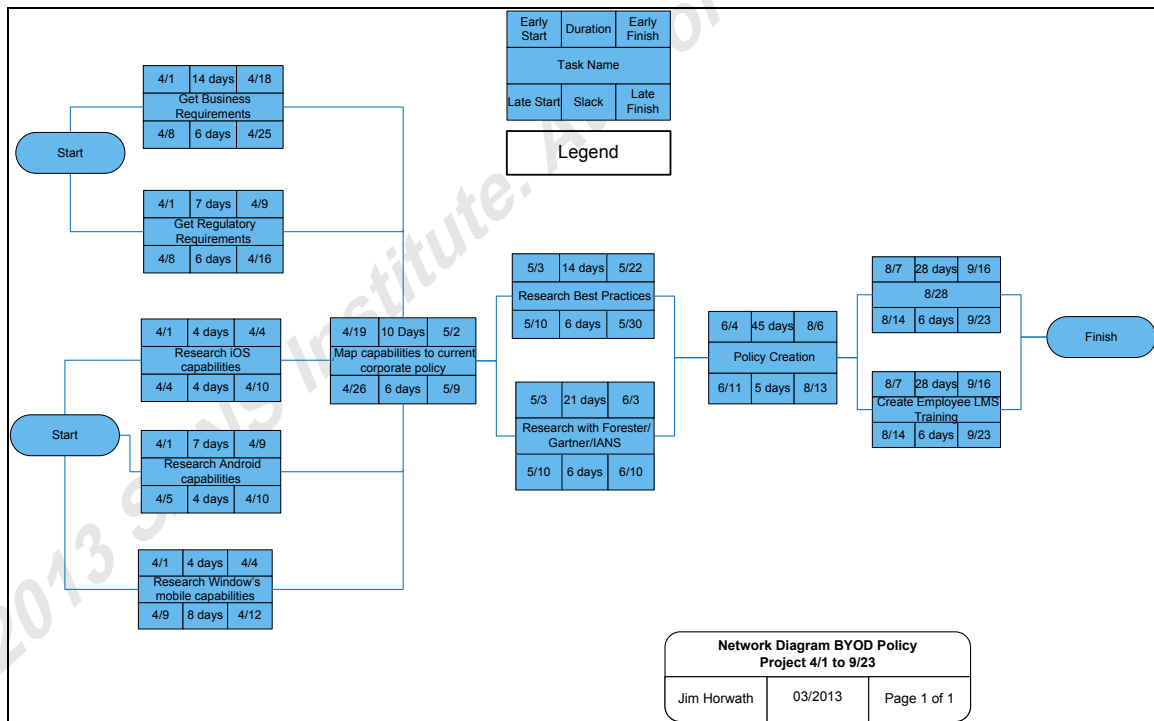 Early Start
Duration
Early Finish
Task Name
Late Start
Slack
Late Finish
Legend
Start
4/1 14 days 4/18
Get Business
Requirements
4/8 6 days 4/25
4/1 7 days 4/9
Get Regulatory
Requirements
4/8 6 days 4/16
Start
4/1 4 days 4/4
Research iOS
capabilities
4/4 4 days 4/10
4/1 7 days 4/9
Research Android
capabilities
4/5 4 days 4/10
4/1 4 days 4/4
Research Window's
mobile capabilities
4/9 8 days 4/12
4/19 10 Days 5/2
Map capabilities to current
corporate policy
4/26 6 days 5/9
5/3 14 days 5/22
Research Best Practices
5/10 6 days 5/30
5/3 21 days 6/3
Research with Forester/
Gartner/IANS
5/10 6 days 6/10
6/4 45 days 8/6
Policy Creation
6/11 5 days 8/13
8/7 28 days 9/16
8/28
8/14 6 days 9/23
8/7 28 days 9/16
Create Employee LMS
Training
8/14 6 days 9/23
Finish
Network Diagram BYOD Policy
Project 4/1 to 9/23
Jim Horwath 03/2013 Page 1 of 1
2013 SANS Institute.